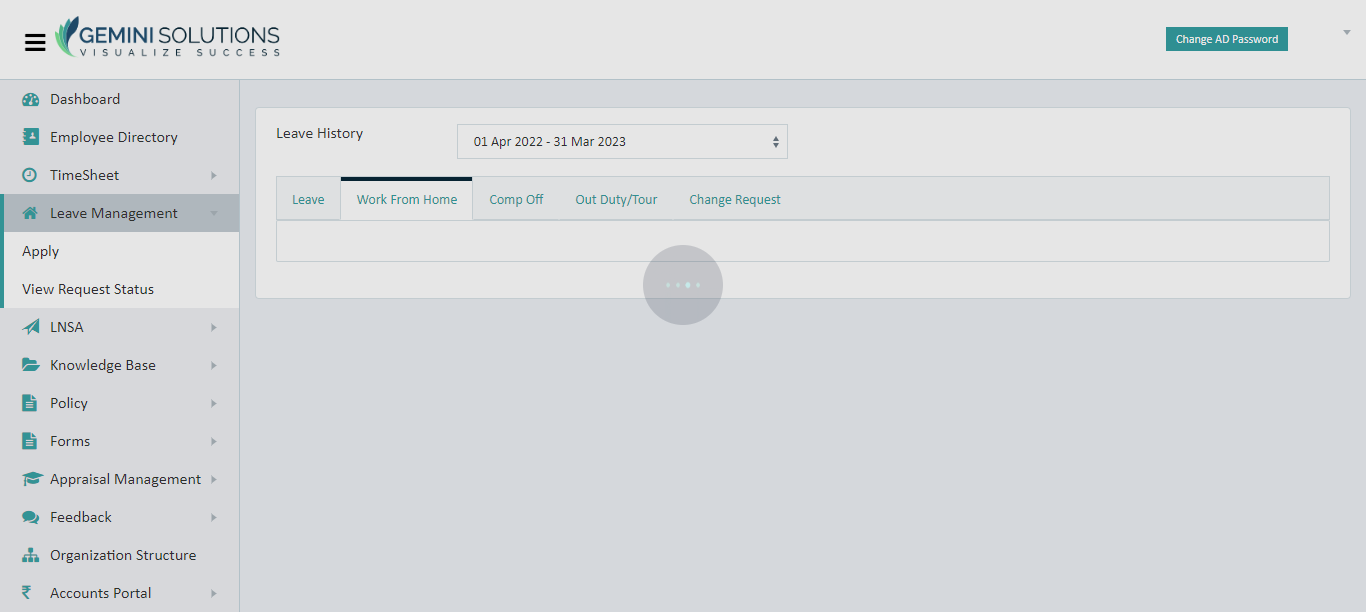 GEMINI SOLUTIONS
VISUALIZE SUCCESS
Change AD Password
Dashboard
Employee Directory
TimeSheet
Leave Management
Apply
View Request Status
LNSA
Knowledge Base
Policy
Forms
Appraisal Management
Feedback
Organization Structure
₹ Accounts Portal
Leave History
01 Apr 2022 - 31 Mar 2023
Leave Work From Home Comp Off Out Duty/Tour Change Request